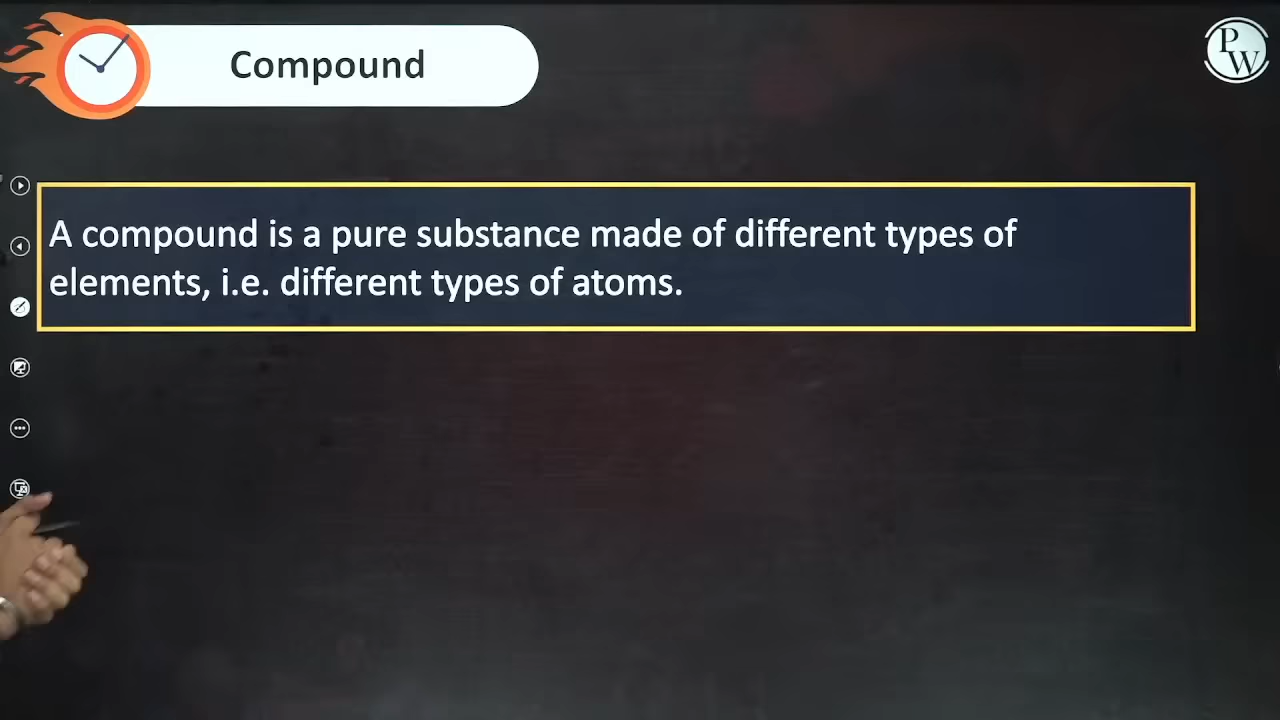 Compound
PW
A compound is a pure substance made of different types of
elements, i.e. different types of atoms.